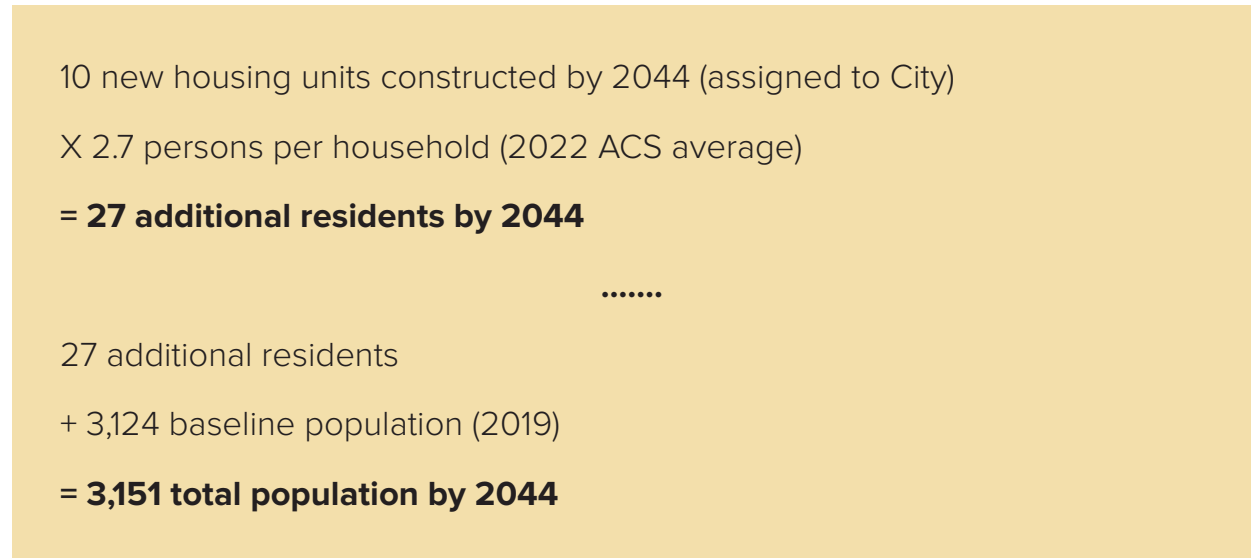 10 new housing units constructed by 2044 (assigned to City)
X 2.7 persons per household (2022 ACS average)
= 27 additional residents by 2044
.......
27 additional residents
+ 3,124 baseline population (2019)
= 3,151 total population by 2044